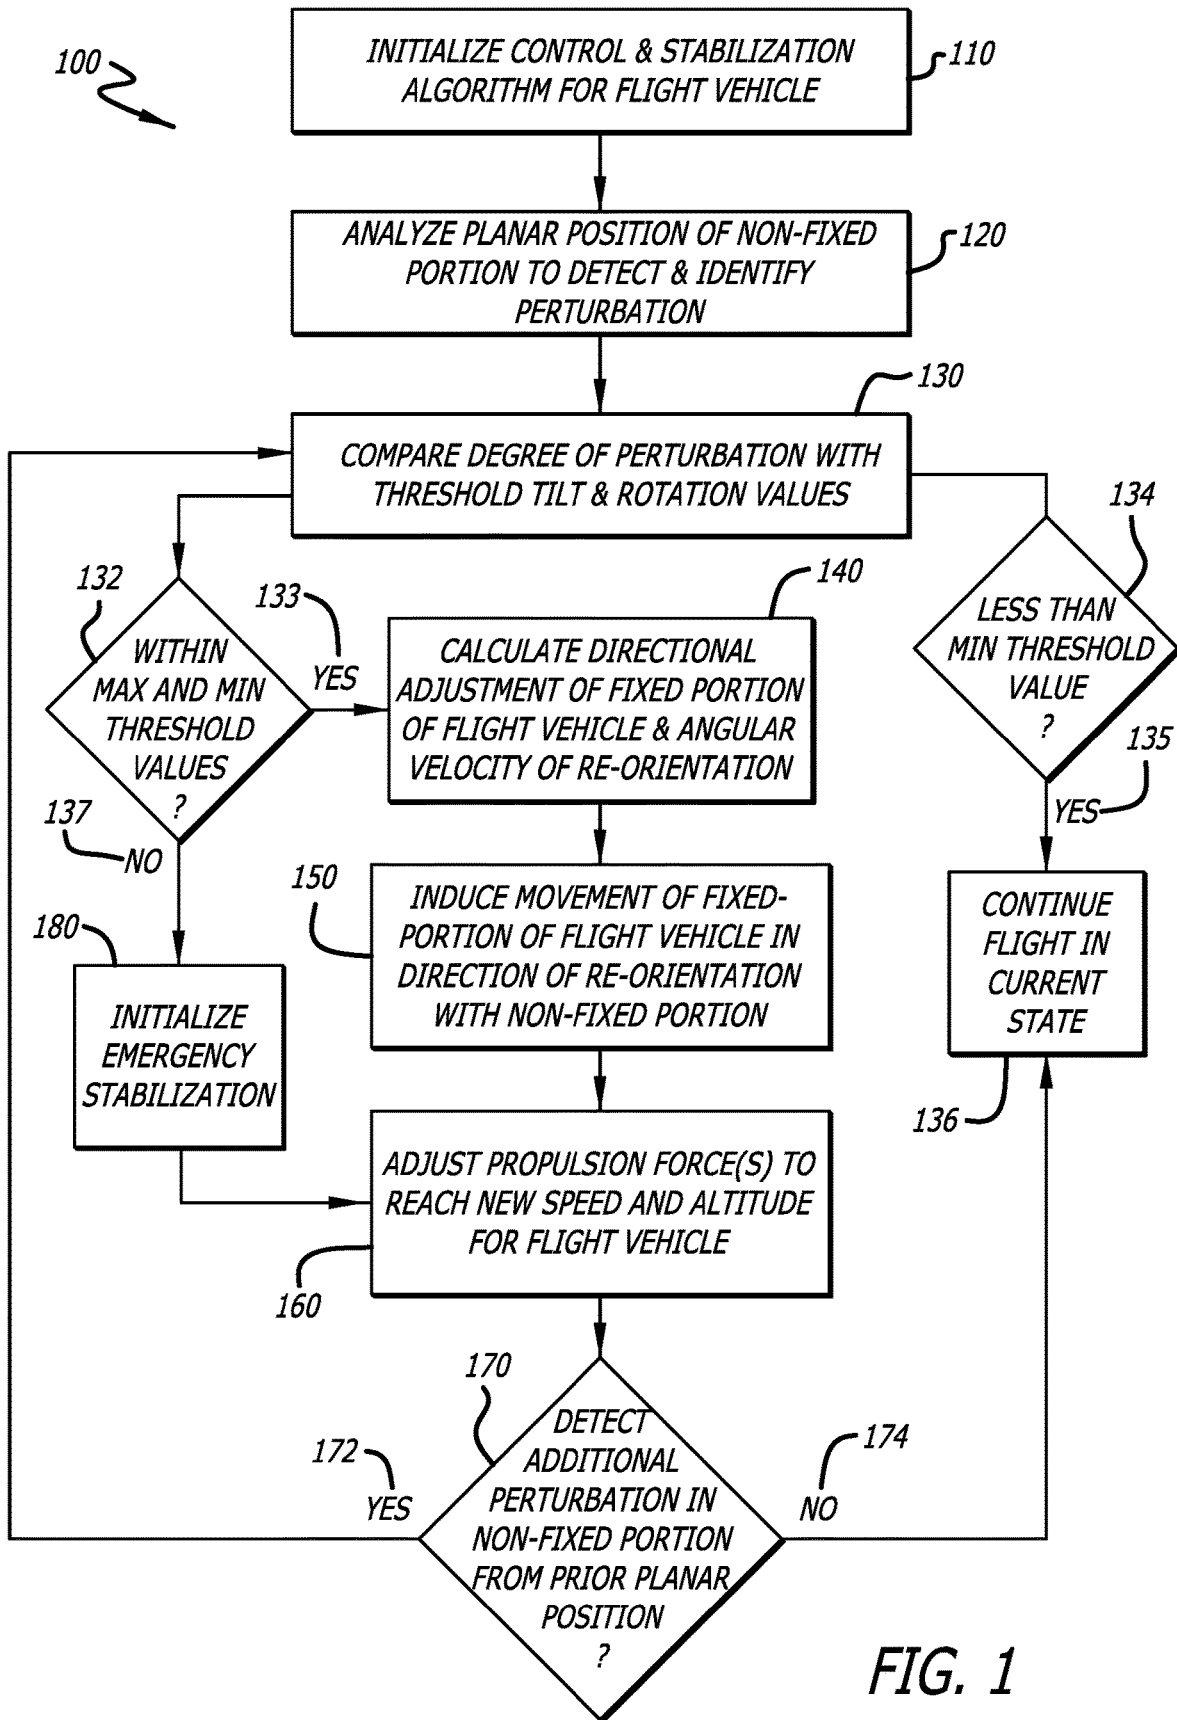 100
INITIALIZE CONTROL & STABILIZATION
ALGORITHM FOR FLIGHT VEHICLE
110
ANALYZE PLANAR POSITION OF NON-FIXED
PORTION TO DETECT & IDENTIFY
PERTURBATION
120
130
COMPARE DEGREE OF PERTURBATION WITH
THRESHOLD TILT & ROTATION VALUES
132
WITHIN
MAX AND MIN
THRESHOLD
VALUES
?
133
YES
140
CALCULATE DIRECTIONAL
ADJUSTMENT OF FIXED PORTION
OF FLIGHT VEHICLE & ANGULAR
VELOCITY OF RE-ORIENTATION
134
LESS THAN
MIN THRESHOLD
VALUE
?
135
YES
137
NO
150
INDUCE MOVEMENT OF FIXED-
PORTION OF FLIGHT VEHICLE IN
DIRECTION OF RE-ORIENTATION
WITH NON-FIXED PORTION
CONTINUE
FLIGHT IN
CURRENT
STATE
136
180
INITIALIZE
EMERGENCY
STABILIZATION
ADJUST PROPULSION FORCE(S) TO
REACH NEW SPEED AND ALTITUDE
FOR FLIGHT VEHICLE
160
170
DETECT
ADDITIONAL
PERTURBATION IN
NON-FIXED PORTION
FROM PRIOR PLANAR
POSITION
?
172
YES
174
NO
FIG. 1